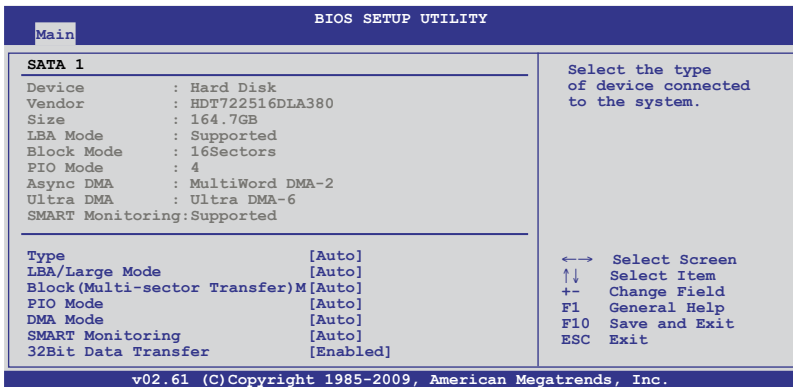 BIOS SETUP UTILITY
Main
SATA 1
Device : Hard Disk
Vendor : HDT722516DLA380
Size : 164.7GB
LBA Mode : Supported
Block Mode : 16Sectors
PIO Mode : 4
Async DMA : MultiWord DMA-2
Ultra DMA : Ultra DMA-6
SMART Monitoring:Supported
Type [Auto]
LBA/Large Mode [Auto]
Block(Multi-sector Transfer)M[Auto]
PIO Mode [Auto]
DMA Mode [Auto]
SMART Monitoring [Auto]
32Bit Data Transfer [Enabled]
Select the type
of device connected
to the system.
←→ Select Screen
↑↓ Select Item
+- Change Field
F1 General Help
F10 Save and Exit
ESC Exit
v02.61 (C)Copyright 1985-2009, American Megatrends, Inc.